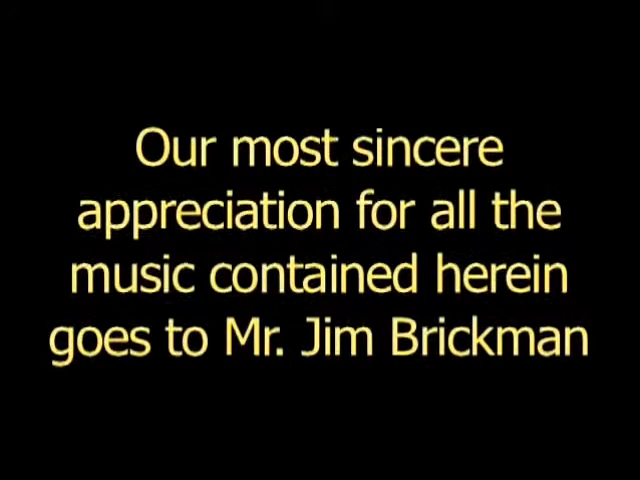 Our most sincere
appreciation for all the
music contained herein
goes to Mr. Jim Brickman